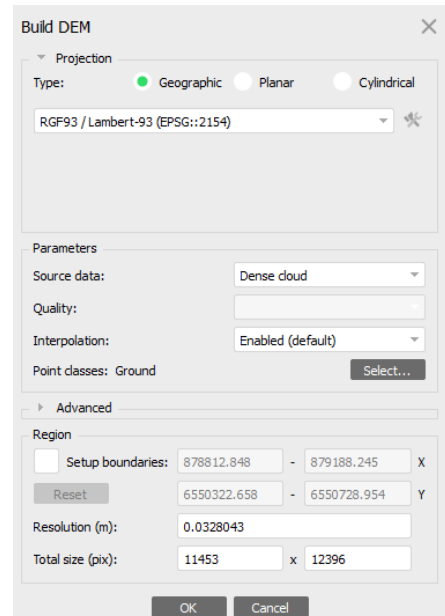 Build DEM
Projection
Type: Geographic Planar Cylindrical
RGF93 / Lambert-93 (EPSG::2154)
Parameters
Source data: Dense cloud
Quality:
Interpolation: Enabled (default)
Point classes: Ground Select...
Advanced
Region
Setup boundaries: 878812.848 - 879188.245 X
Reset 6550322.658 - 6550728.954 Y
Resolution (m): 0.0328043
Total size (pix): 11453 x 12396
OK Cancel